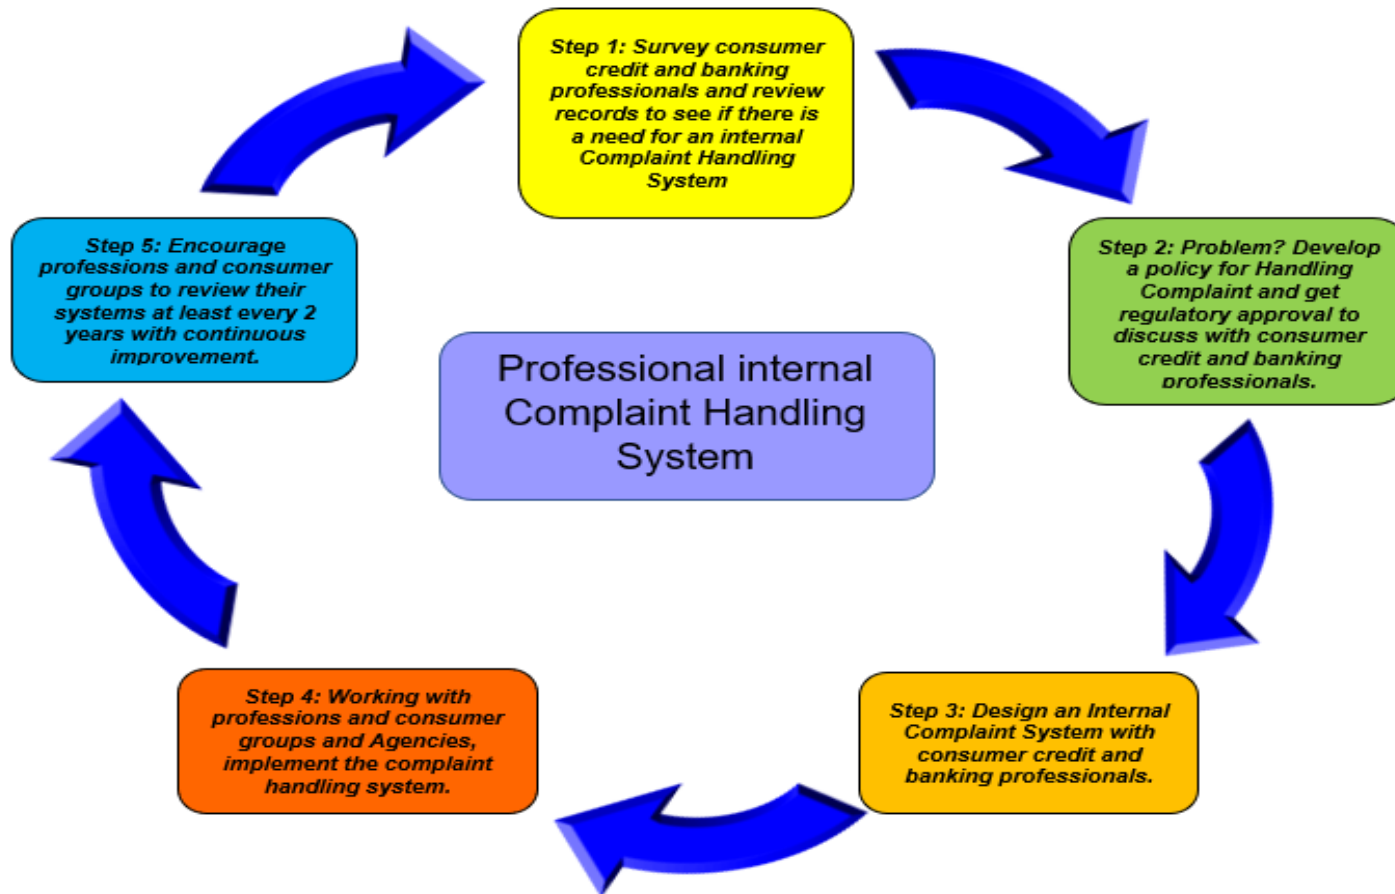 Step 1: Survey consumer
credit and banking
professionals and review
records to see if there is
a need for an internal
Complaint Handling
System
Step 2: Problem? Develop
a policy for Handling
Complaint and get
regulatory approval to
discuss with consumer
credit and banking
professionals.
Step 3: Design an Internal
Complaint System with
consumer credit and
banking professionals.
Step 4: Working with
professions and consumer
groups and Agencies,
implement the complaint
handling system.
Step 5: Encourage
professions and consumer
groups to review their
systems at least every 2
years with continuous
improvement.
Professional internal
Complaint Handling
System